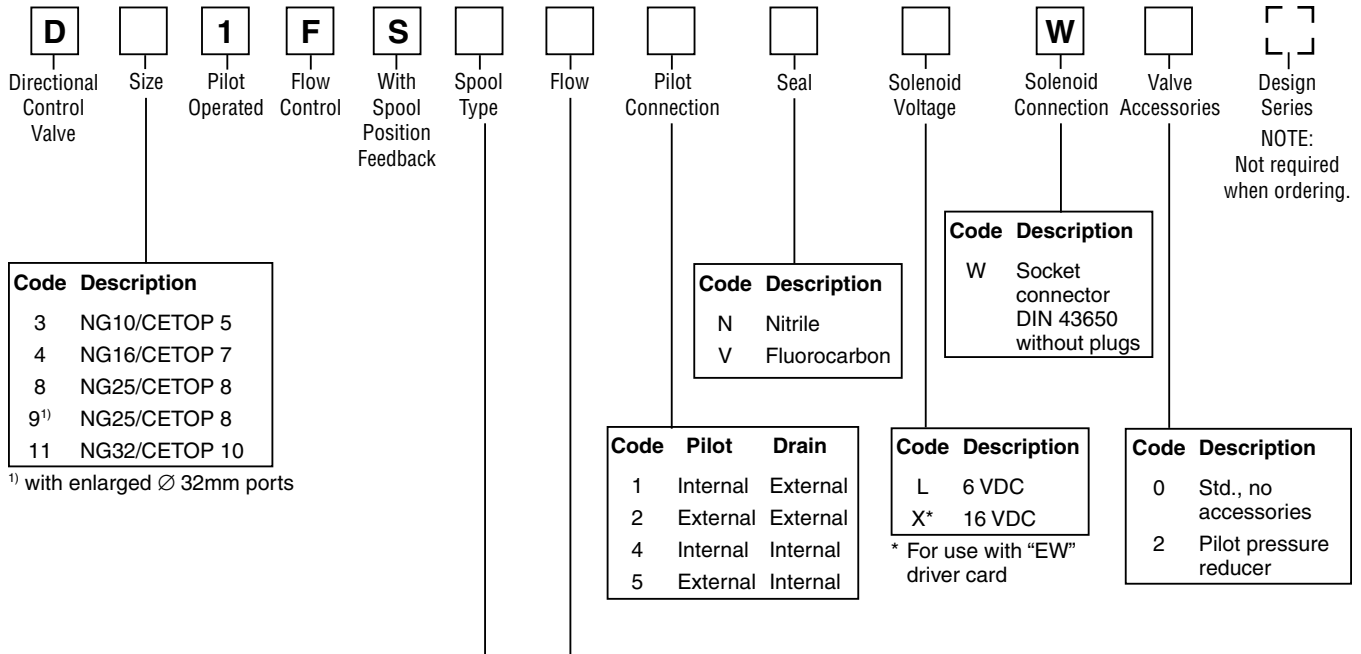 D 1 F S W
Directional Control Valve
Size
Pilot Operated
Flow Control
With Spool Position Feedback
Spool Type
Flow
Pilot Connection
Seal
Solenoid Voltage
Solenoid Connection
Valve Accessories
Design Series
NOTE:
Not required
when ordering.
Code Description
3 NG10/CETOP 5
4 NG16/CETOP 7
8 NG25/CETOP 8
9¹⁾ NG25/CETOP 8
11 NG32/CETOP 10
¹⁾ with enlarged ∅ 32mm ports
Code Pilot Drain
1 Internal External
2 External External
4 Internal Internal
5 External Internal
Code Description
N Nitrile
V Fluorocarbon
Code Description
L 6 VDC
X* 16 VDC
* For use with “EW”
driver card
Code Description
W Socket
connector
DIN 43650
without plugs
Code Description
0 Std., no
accessories
2 Pilot pressure
reducer